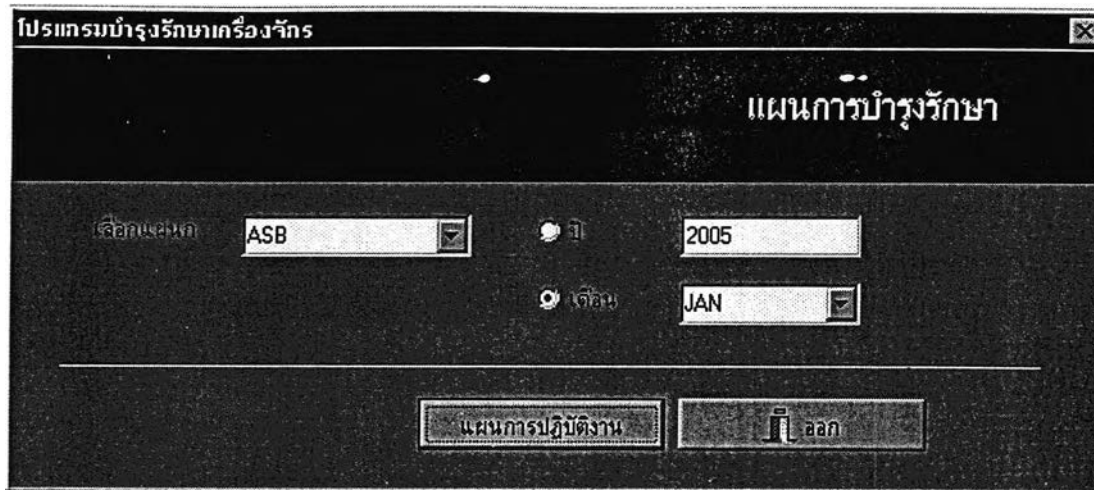 โปรแกรมบำรุงรักษาเครื่องจักร
แผนการบำรุงรักษา
เลือกแผนก ASB ปี 2005
เดือน JAN
แผนการปฏิบัติงาน ออก